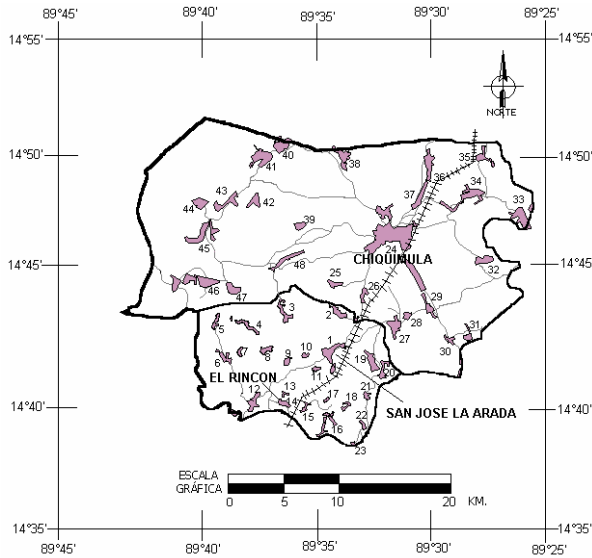 89°45' 89°40' 89°35' 89°30' 89°25'
14°55' 14°55'
NORTE
40
41 38 35
14°50' 14°50'
36
34
43 42 37
44 33
39
45 24
CHIQUIMULA
48 32
14°45' 14°45'
46 25
47 26
3 2 29
5 4 28 31
27
30
1
8 10 19
6 7 9
11 20
EL RINCON
12 13 17 21
14 18 SAN JOSE LA ARADA
14°40' 15 14°40'
16 22
23
ESCALA
GRÁFICA
0 5 10 20 KM.
14°35' 14°35'
89°45' 89°40' 89°35' 89°30' 89°25'